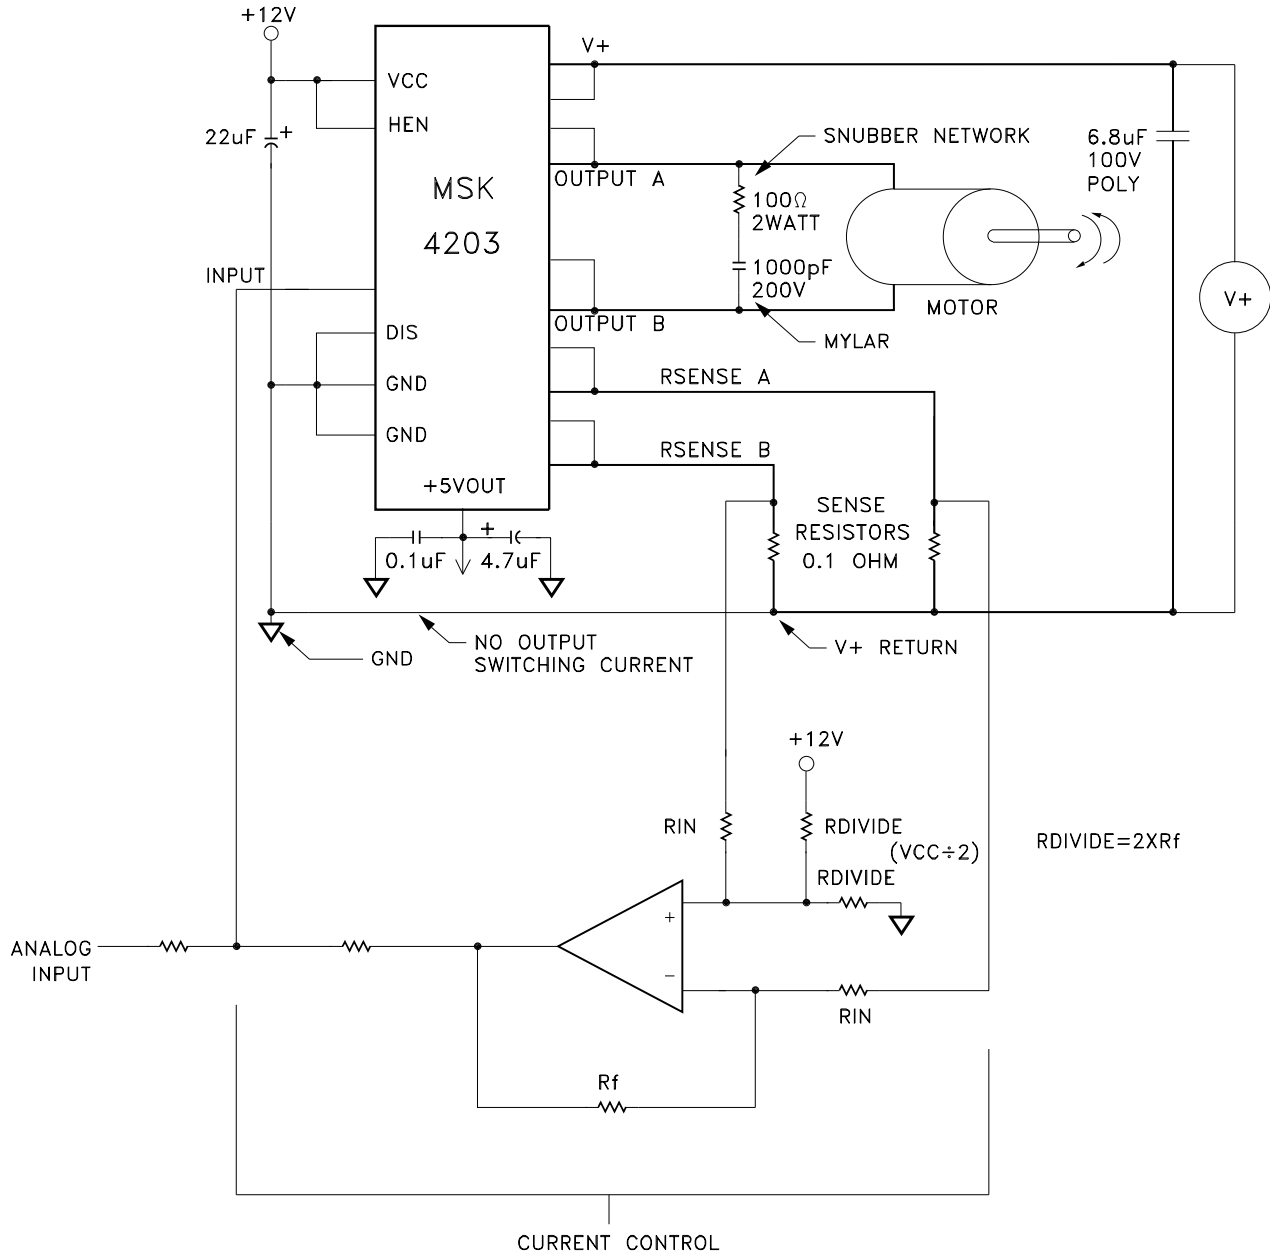 +12V
V+
VCC
HEN
22uF
+
SNUBBER NETWORK
6.8uF
100V
POLY
OUTPUT A
MSK
4203
100Ω
2WATT
INPUT
1000pF
200V
V+
MOTOR
OUTPUT B
DIS
MYLAR
GND
RSENSE A
GND
RSENSE B
+5VOUT
SENSE
RESISTORS
0.1 OHM
+
0.1uF
4.7uF
NO OUTPUT
SWITCHING CURRENT
GND
V+ RETURN
+12V
RIN
RDIVIDE
(VCC÷2)
RDIVIDE=2XRf
RDIVIDE
+
ANALOG
INPUT
−
RIN
Rf
CURRENT CONTROL